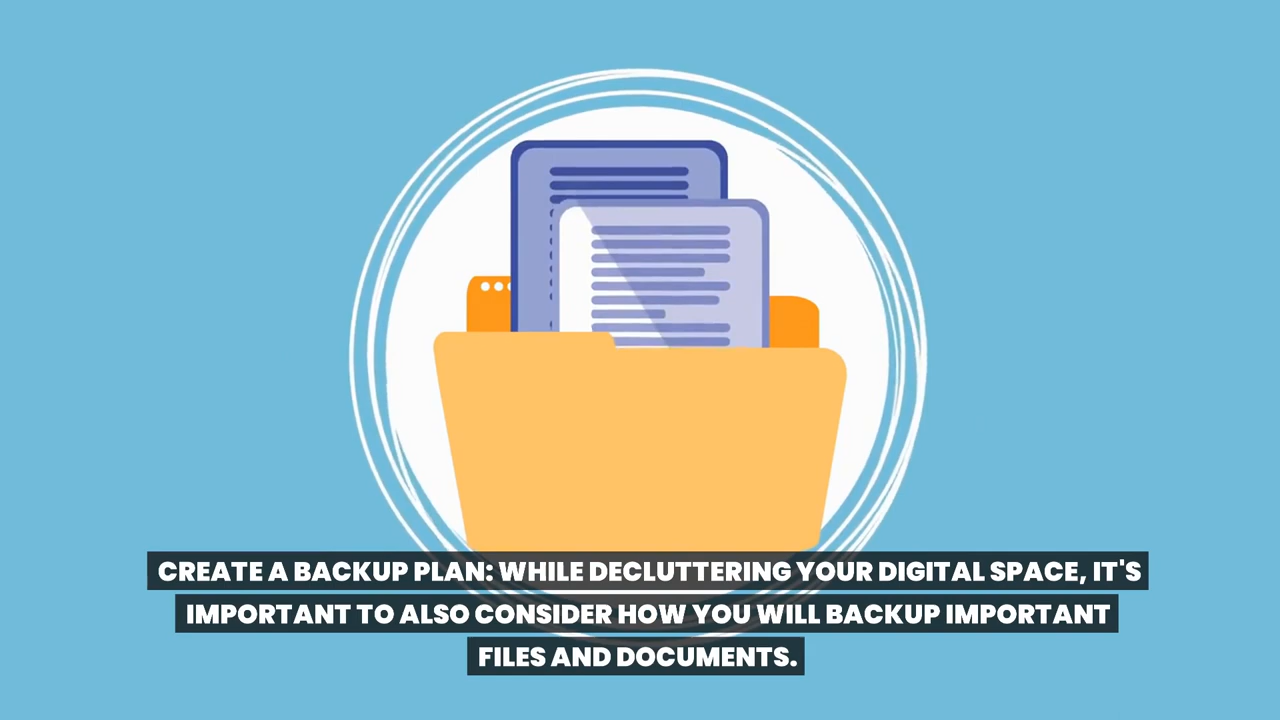 CREATE A BACKUP PLAN: WHILE DECLUTTERING YOUR DIGITAL SPACE, IT'S
IMPORTANT TO ALSO CONSIDER HOW YOU WILL BACKUP IMPORTANT
FILES AND DOCUMENTS.